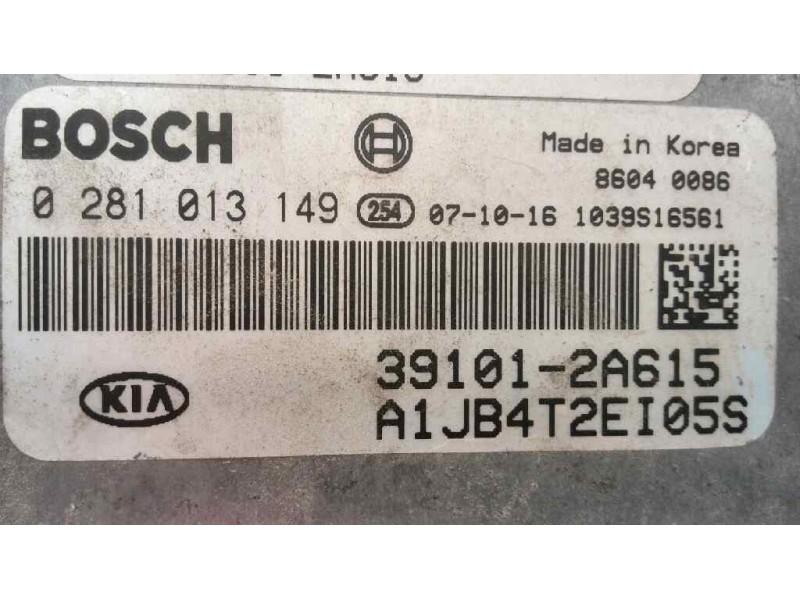 BOSCH
Made in Korea
8604 0086
0 281 013 149 254 07-10-16 1039S16561
39101-2A615
KIA
A1JB4T2EI05S